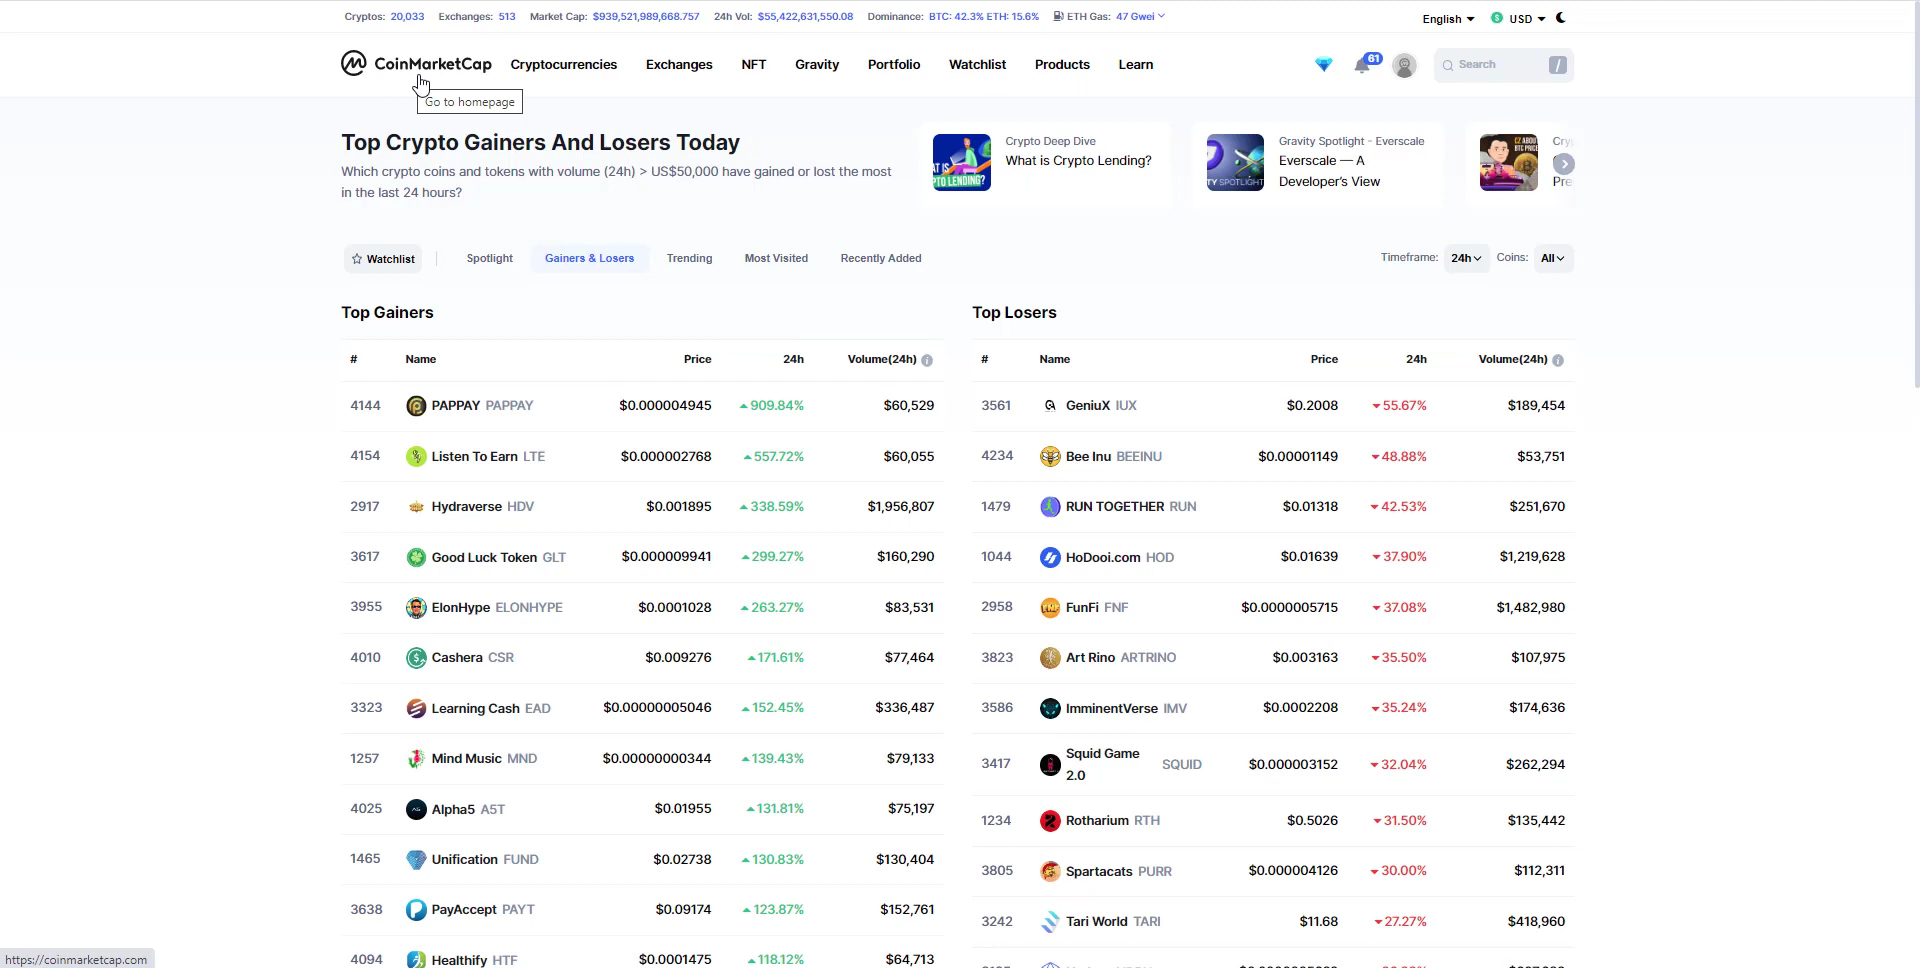 Cryptos: 20,033 Exchanges: 513 Market Cap: $939,521,989,668.757 24h Vol: $55,422,631,550.08 Dominance: BTC: 42.3% ETH: 15.6% ETH Gas: 47 Gwei
English USD
CoinMarketCap Cryptocurrencies Exchanges NFT Gravity Portfolio Watchlist Products Learn 61 Search /
Go to homepage
Top Crypto Gainers And Losers Today
Which crypto coins and tokens with volume (24h) > US$50,000 have gained or lost the most
in the last 24 hours?
Crypto Deep Dive
What is Crypto Lending?
Gravity Spotlight - Everscale
Everscale — A
Developer's View
Pre
Watchlist Spotlight Gainers & Losers Trending Most Visited Recently Added Timeframe: 24h Coins: All
Top Gainers
# Name Price 24h Volume(24h)
4144 PAPPAY PAPPAY $0.000004945 909.84% $60,529
4154 Listen To Earn LTE $0.000002768 557.72% $60,055
2917 Hydraverse HDV $0.001895 338.59% $1,956,807
3617 Good Luck Token GLT $0.000009941 299.27% $160,290
3955 ElonHype ELONHYPE $0.0001028 263.27% $83,531
4010 Cashera CSR $0.009276 171.61% $77,464
3323 Learning Cash EAD $0.00000005046 152.45% $336,487
1257 Mind Music MND $0.00000000344 139.43% $79,133
4025 Alpha5 A5T $0.01955 131.81% $75,197
1465 Unification FUND $0.02738 130.83% $130,404
3638 PayAccept PAYT $0.09174 123.87% $152,761
4094 Healthify HTF $0.0001475 118.12% $64,713
Top Losers
# Name Price 24h Volume(24h)
3561 GeniuX IUX $0.2008 55.67% $189,454
4234 Bee Inu BEEINU $0.00001149 48.88% $53,751
1479 RUN TOGETHER RUN $0.01318 42.53% $251,670
1044 HoDooi.com HOD $0.01639 37.90% $1,219,628
2958 FunFi FNF $0.0000005715 37.08% $1,482,980
3823 Art Rino ARTRINO $0.003163 35.50% $107,975
3586 ImminentVerse IMV $0.0002208 35.24% $174,636
3417 Squid Game
2.0 SQUID $0.000003152 32.04% $262,294
1234 Rotharium RTH $0.5026 31.50% $135,442
3805 Spartacats PURR $0.000004126 30.00% $112,311
3242 Tari World TARI $11.68 27.27% $418,960
https://coinmarketcap.com